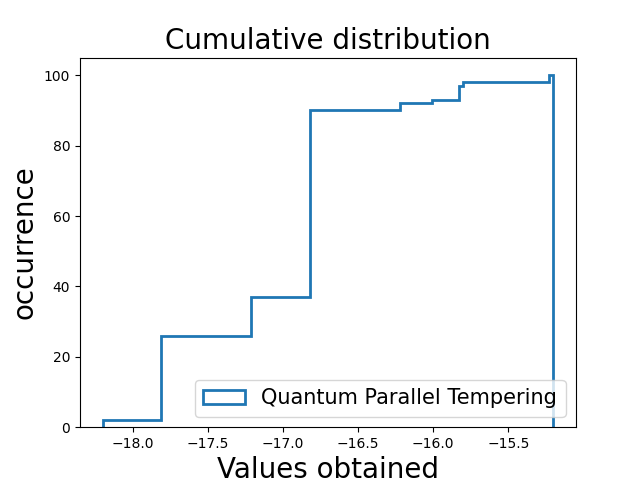 Cumulative distribution
occurrence
100
80
60
40
20
0
Quantum Parallel Tempering
−18.0 −17.5 −17.0 −16.5 −16.0 −15.5
Values obtained